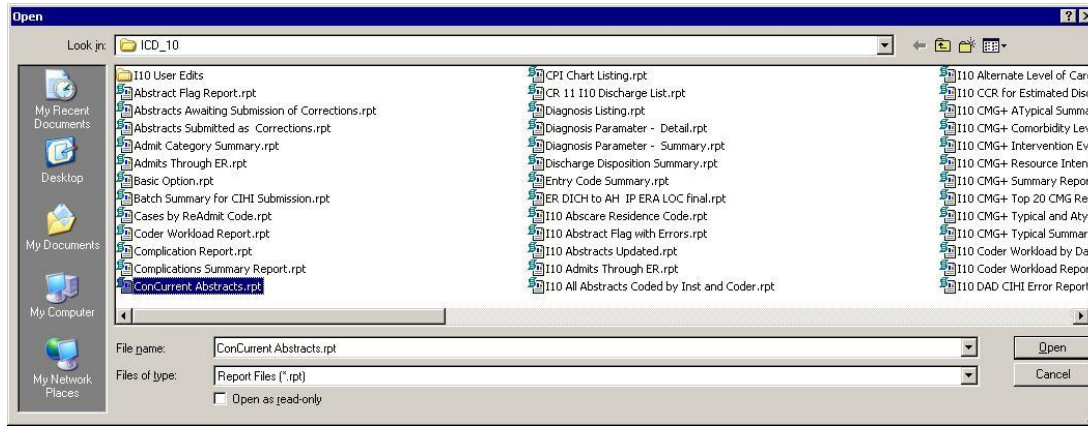 Open
Look in: ICD_10
My Recent
Documents
Desktop
My Documents
My Computer
My Network
Places
I10 User Edits
Abstract Flag Report.rpt
Abstracts Awaiting Submission of Corrections.rpt
Abstracts Submitted as  Corrections.rpt
Admit Category Summary.rpt
Admits Through ER.rpt
Basic Option.rpt
Batch Summary for CIHI Submission.rpt
Cases by ReAdmit Code.rpt
Coder Workload Report.rpt
Complication Report.rpt
Complications Summary Report.rpt
ConCurrent Abstracts.rpt
CPI Chart Listing.rpt
CR 11 I10 Discharge List.rpt
Diagnosis Listing.rpt
Diagnosis Paramater -  Detail.rpt
Diagnosis Parameter -  Summary.rpt
Discharge Disposition Summary.rpt
Entry Code Summary.rpt
ER DICH to AH  IP ERA LOC final.rpt
I10 Abscare Residence Code.rpt
I10 Abstract Flag with Errors.rpt
I10 Abstracts Updated.rpt
I10 Admits Through ER.rpt
I10 All Abstracts Coded by Inst and Coder.rpt
I10 Alternate Level of Car
I10 CCR for Estimated Disc
I10 CMG+ ATypical Summa
I10 CMG+ Comorbidity Lev
I10 CMG+ Intervention Ev
I10 CMG+ Resource Inten
I10 CMG+ Summary Repor
I10 CMG+ Top 20 CMG Re
I10 CMG+ Typical and Aty
I10 CMG+ Typical Summar
I10 Coder Workload by Da
I10 Coder Workload Repor
I10 DAD CIHI Error Report
File name: ConCurrent Abstracts.rpt Open
Files of type: Report Files (*.rpt) Cancel
Open as read-only